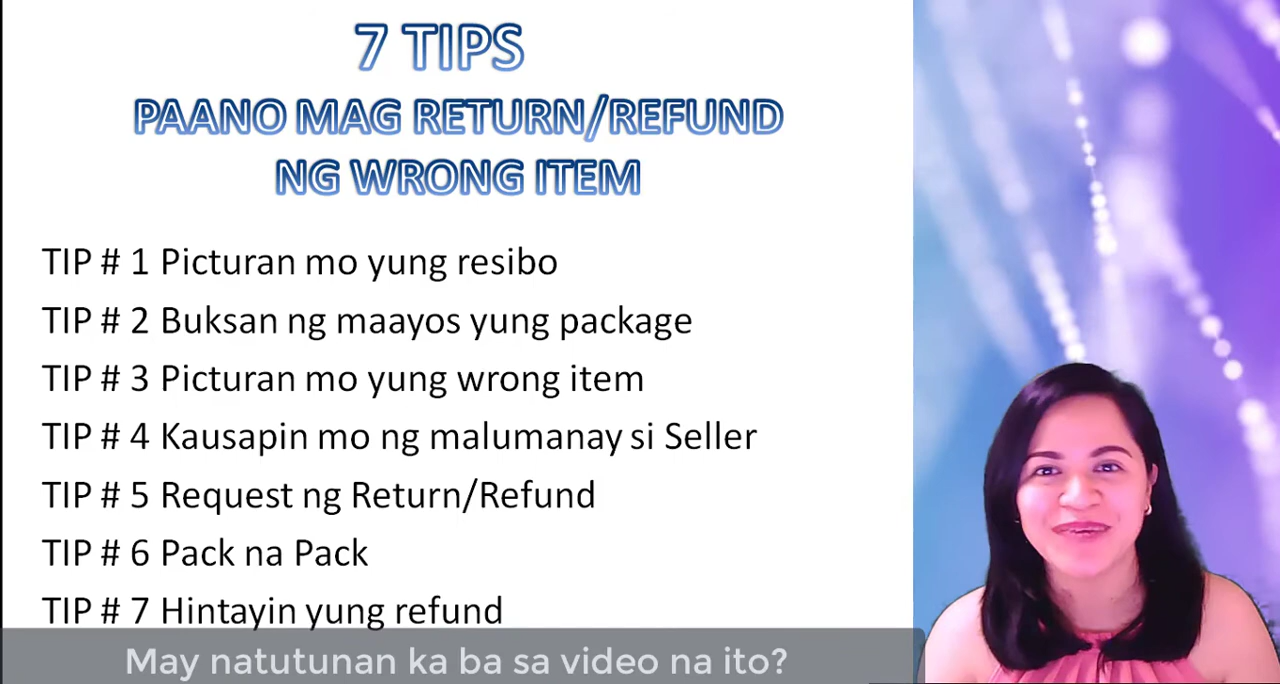 7 TIPS
PAANO MAG RETURN/REFUND
NG WRONG ITEM
TIP # 1 Picturan mo yung resibo
TIP # 2 Buksan ng maayos yung package
TIP # 3 Picturan mo yung wrong item
TIP # 4 Kausapin mo ng malumanay si Seller
TIP # 5 Request ng Return/Refund
TIP # 6 Pack na Pack
TIP # 7 Hintayin yung refund
May natutunan ka ba sa video na ito?